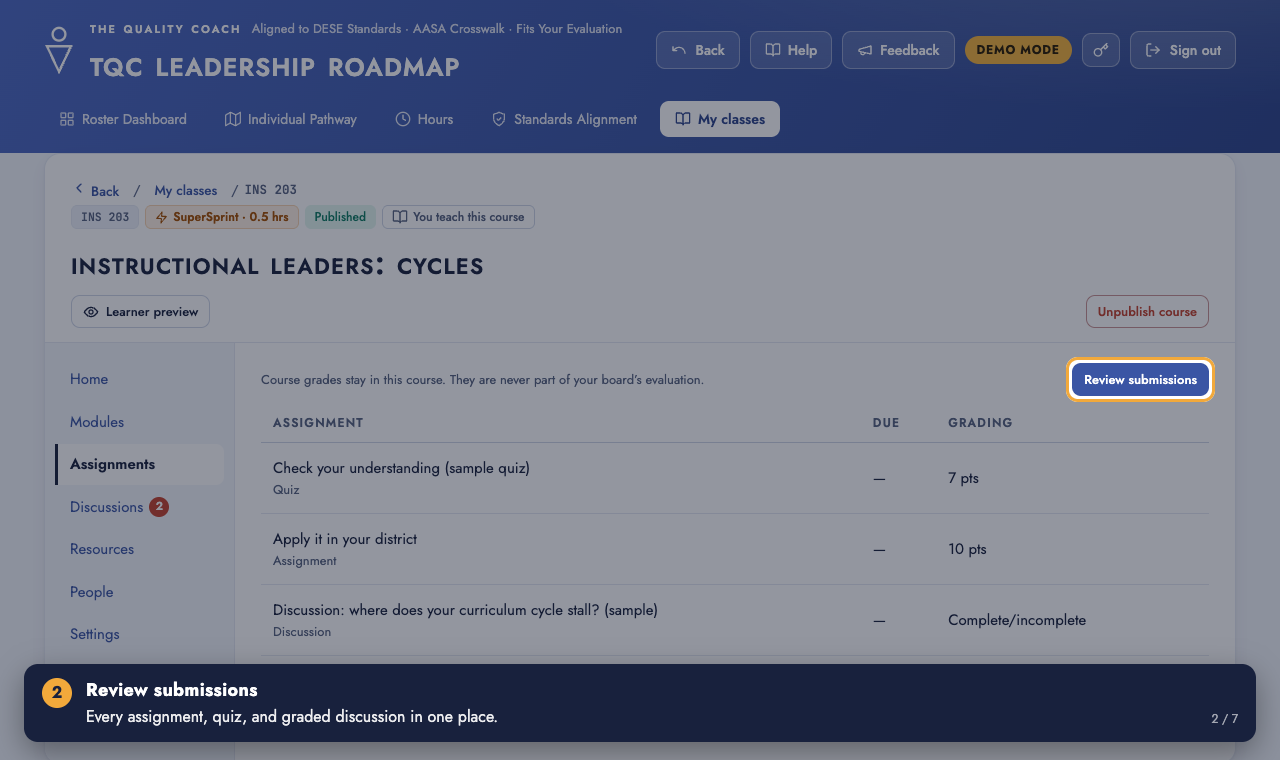 THE QUALITY COACH Aligned to DESE Standards · AASA Crosswalk · Fits Your Evaluation
TQC LEADERSHIP ROADMAP
Back
Help
Feedback
DEMO MODE
Sign out
Roster Dashboard
Individual Pathway
Hours
Standards Alignment
My classes
Back / My classes / INS 203
INS 203
SuperSprint · 0.5 hrs
Published
You teach this course
INSTRUCTIONAL LEADERS: CYCLES
Learner preview
Unpublish course
Home
Modules
Assignments
Discussions 2
Resources
People
Settings
Course grades stay in this course. They are never part of your board's evaluation.
Review submissions
ASSIGNMENT DUE GRADING
Check your understanding (sample quiz)
Quiz
— 7 pts
Apply it in your district
Assignment
— 10 pts
Discussion: where does your curriculum cycle stall? (sample)
Discussion
— Complete/incomplete
2 Review submissions
Every assignment, quiz, and graded discussion in one place.
2 / 7